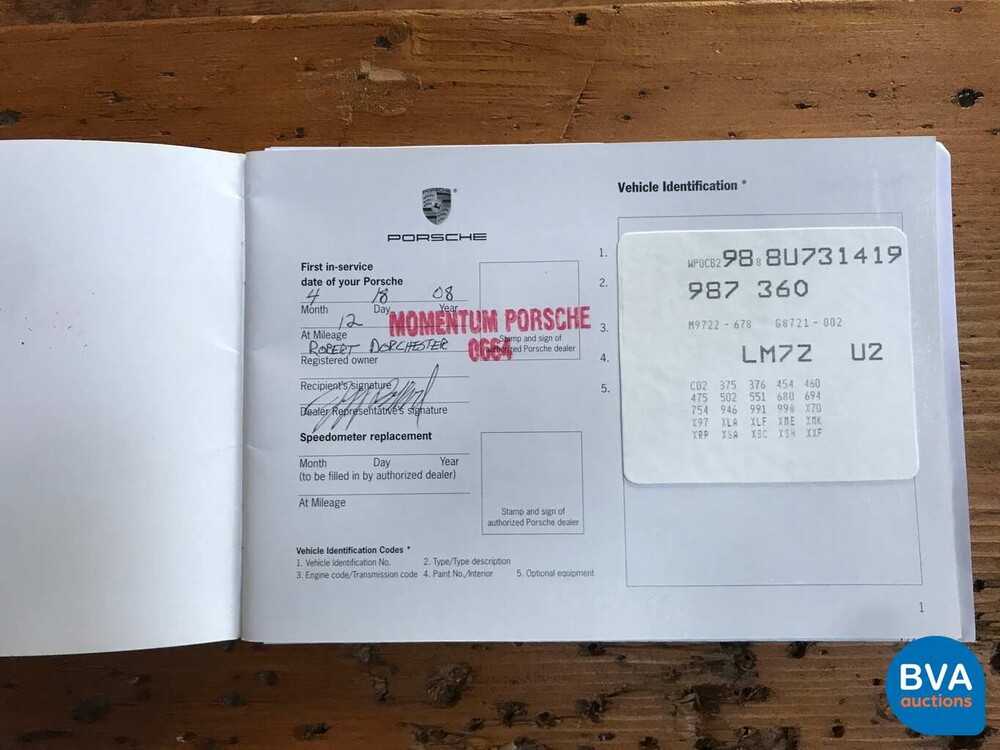 PORSCHE
First in-service
date of your Porsche
4 18 08
Month Day Year
12
At Mileage
ROBERT DORCHESTER
Registered owner
Recipient's signature
Dealer Representative's signature
MOMENTUM PORSCHE
0664
Stamp and sign of
authorized Porsche dealer
Speedometer replacement
Month Day Year
(to be filled in by authorized dealer)
At Mileage
Stamp and sign of
authorized Porsche dealer
Vehicle Identification Codes *
1. Vehicle Identification No. 2. Type/Type description
3. Engine code/Transmission code 4. Paint No./Interior 5. Optional equipment
Vehicle Identification *
1.
2.
3.
4.
5.
WP0CB2 98 8 8U731419
987 360
M9722-678 G8721-002
LM7Z U2
C02 375 376 454 460
475 502 551 680 694
754 946 991 998 X70
X97 XLA XLF XME XMK
XRP XSA XSC XSH XXF
1
BVA
auctions